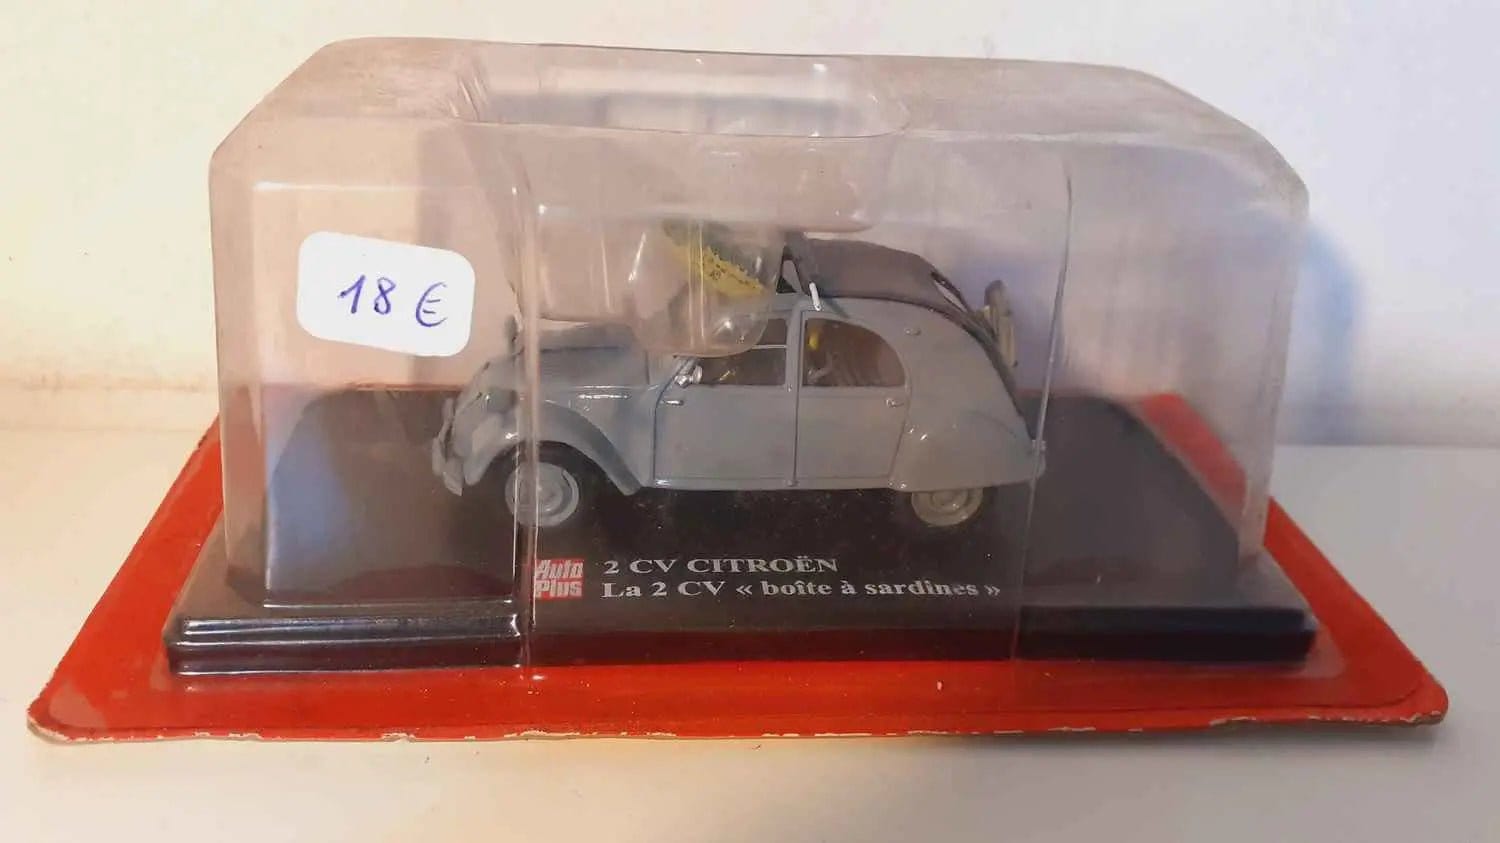 18 €
Auto
Plus
2 CV CITROËN
La 2 CV « boîte à sardines »